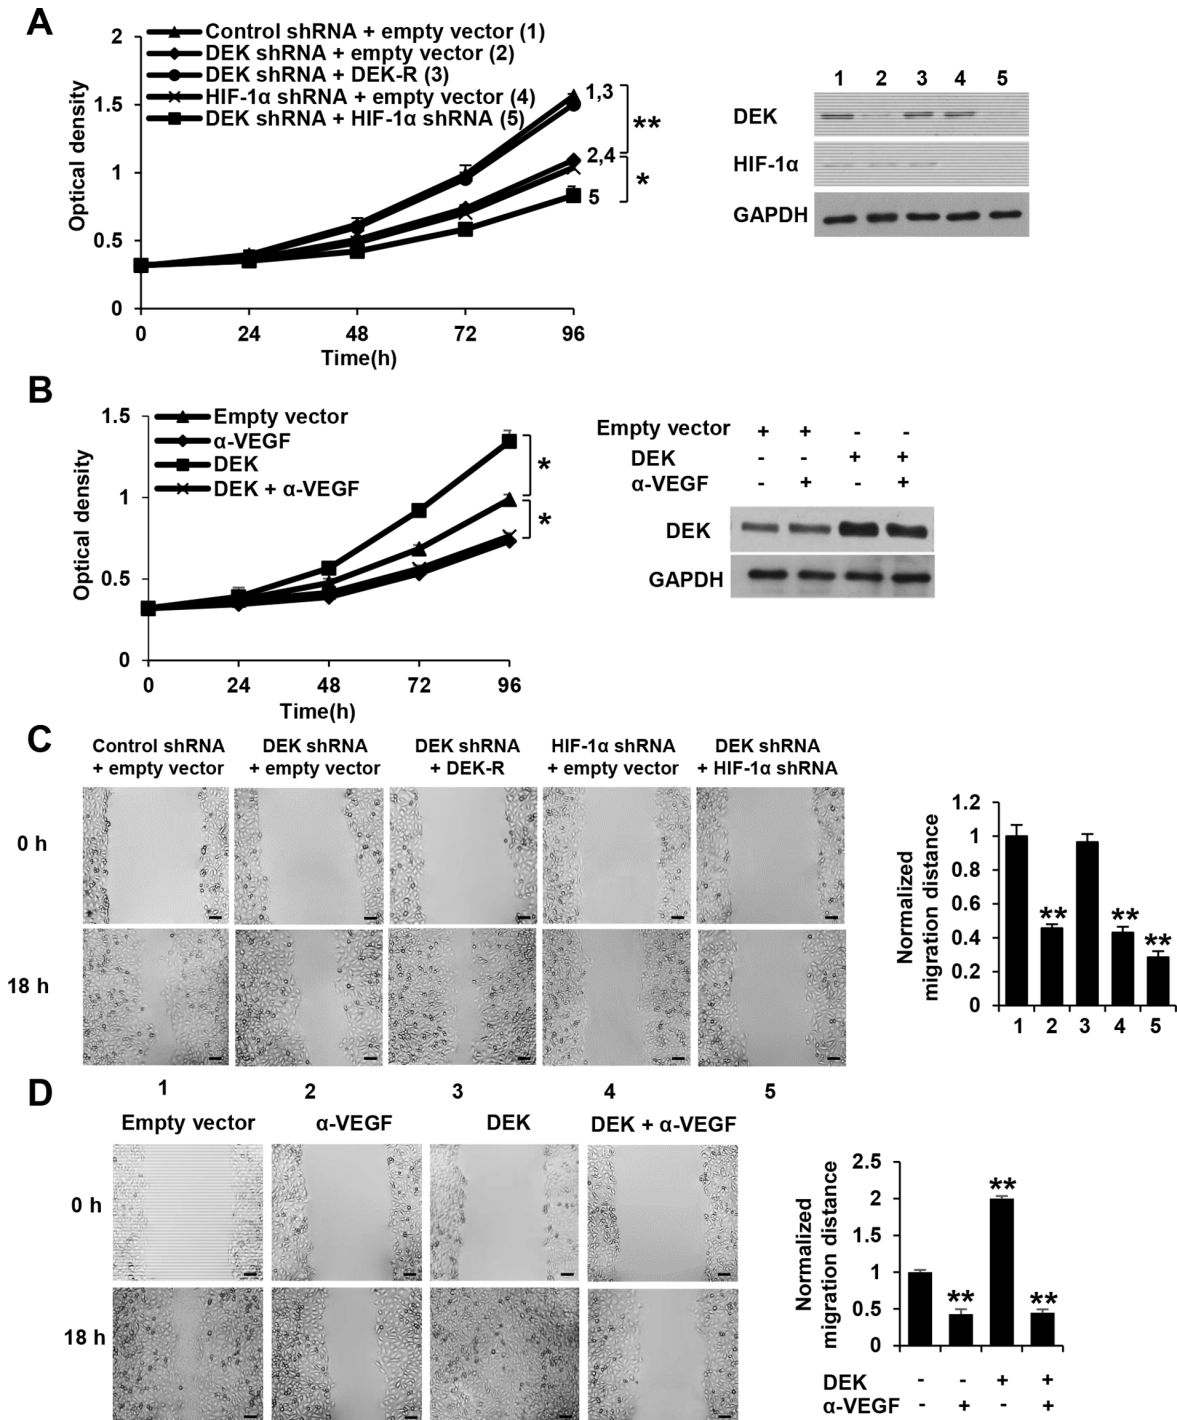 A
Control shRNA + empty vector (1)
DEK shRNA + empty vector (2)
DEK shRNA + DEK-R (3)
HIF-1α shRNA + empty vector (4)
DEK shRNA + HIF-1α shRNA (5)
Optical density
2
1.5
1
0.5
0
0 24 48 72 96
Time(h)
1,3
**
2,4
*
5
1 2 3 4 5
DEK
HIF-1α
GAPDH
B
Empty vector
α-VEGF
DEK
DEK + α-VEGF
Optical density
1.5
1
0.5
0
0 24 48 72 96
Time(h)
*
*
Empty vector + + - -
DEK - - + +
α-VEGF - + - +
DEK
GAPDH
C
Control shRNA + empty vector
DEK shRNA + empty vector
DEK shRNA + DEK-R
HIF-1α shRNA + empty vector
DEK shRNA + HIF-1α shRNA
0 h
18 h
1 2 3 4 5
Normalized
migration distance
1.2
1
0.8
0.6
0.4
0.2
0
** ** **
1 2 3 4 5
D
Empty vector α-VEGF DEK DEK + α-VEGF
0 h
18 h
Normalized
migration distance
2.5
2
1.5
1
0.5
0
** ** **
DEK - - + +
α-VEGF - + - +